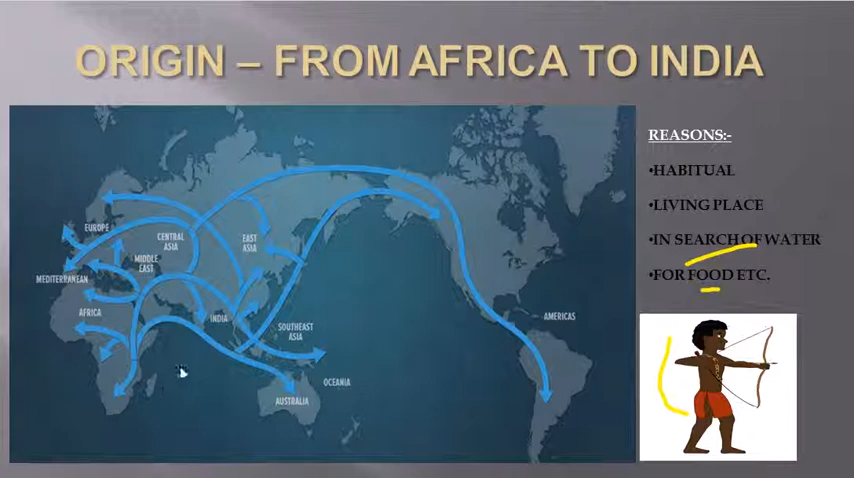 ORIGIN – FROM AFRICA TO INDIA
REASONS:-
•HABITUAL
•LIVING PLACE
•IN SEARCH OF WATER
•FOR FOOD ETC.
EUROPE
CENTRAL
ASIA
EAST
ASIA
MIDDLE
EAST
MEDITERRANEAN
AFRICA
INDIA
SOUTHEAST
ASIA
AMERICAS
OCEANIA
AUSTRALIA